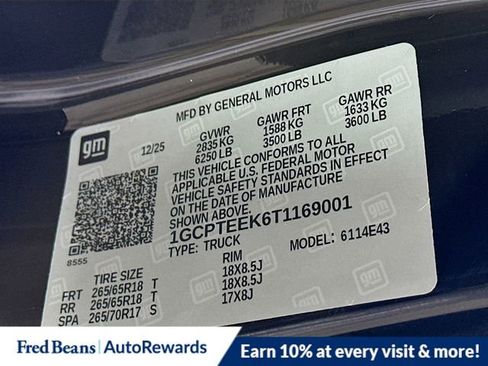 MFD BY GENERAL MOTORS LLC
gm
12/25
GVWR GAWR FRT GAWR RR
2835 KG 1588 KG 1633 KG
6250 LB 3500 LB 3600 LB
THIS VEHICLE CONFORMS TO ALL
APPLICABLE U.S. FEDERAL MOTOR
VEHICLE SAFETY STANDARDS IN EFFECT
ON THE DATE OF MANUFACTURE
SHOWN ABOVE.
1GCPTEEK6T1169001
8555
TYPE: TRUCK MODEL: 6114E43
TIRE SIZE RIM
FRT 265/65R18 T 18X8.5J
RR 265/65R18 T 18X8.5J
SPA 265/70R17 S 17X8J
Fred Beans | AutoRewards
Earn 10% at every visit & more!